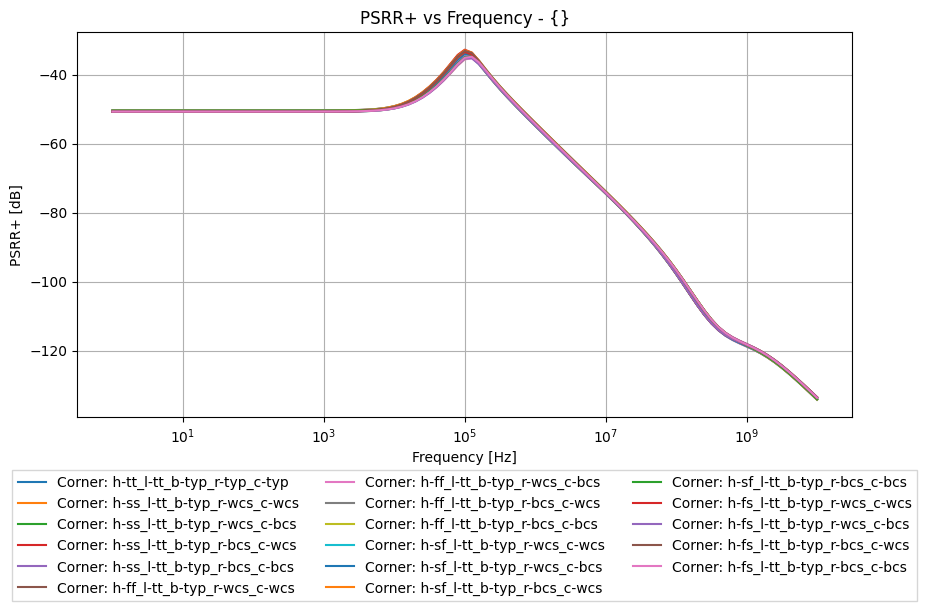 PSRR+ vs Frequency - {}
PSRR+ [dB]
−40
−60
−80
−100
−120
10^1
10^3
10^5
10^7
10^9
Frequency [Hz]
Corner: h-tt_l-tt_b-typ_r-typ_c-typ
Corner: h-ss_l-tt_b-typ_r-wcs_c-wcs
Corner: h-ss_l-tt_b-typ_r-wcs_c-bcs
Corner: h-ss_l-tt_b-typ_r-bcs_c-wcs
Corner: h-ss_l-tt_b-typ_r-bcs_c-bcs
Corner: h-ff_l-tt_b-typ_r-wcs_c-wcs
Corner: h-ff_l-tt_b-typ_r-wcs_c-bcs
Corner: h-ff_l-tt_b-typ_r-bcs_c-wcs
Corner: h-ff_l-tt_b-typ_r-bcs_c-bcs
Corner: h-sf_l-tt_b-typ_r-wcs_c-wcs
Corner: h-sf_l-tt_b-typ_r-wcs_c-bcs
Corner: h-sf_l-tt_b-typ_r-bcs_c-wcs
Corner: h-sf_l-tt_b-typ_r-bcs_c-bcs
Corner: h-fs_l-tt_b-typ_r-wcs_c-wcs
Corner: h-fs_l-tt_b-typ_r-wcs_c-bcs
Corner: h-fs_l-tt_b-typ_r-bcs_c-wcs
Corner: h-fs_l-tt_b-typ_r-bcs_c-bcs